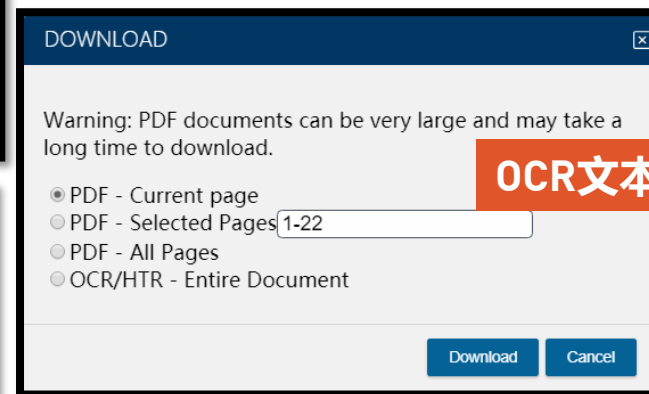 DOWNLOAD
Warning: PDF documents can be very large and may take a
long time to download.
OCR文本
PDF - Current page
PDF - Selected Pages 1-22
PDF - All Pages
OCR/HTR - Entire Document
Download Cancel